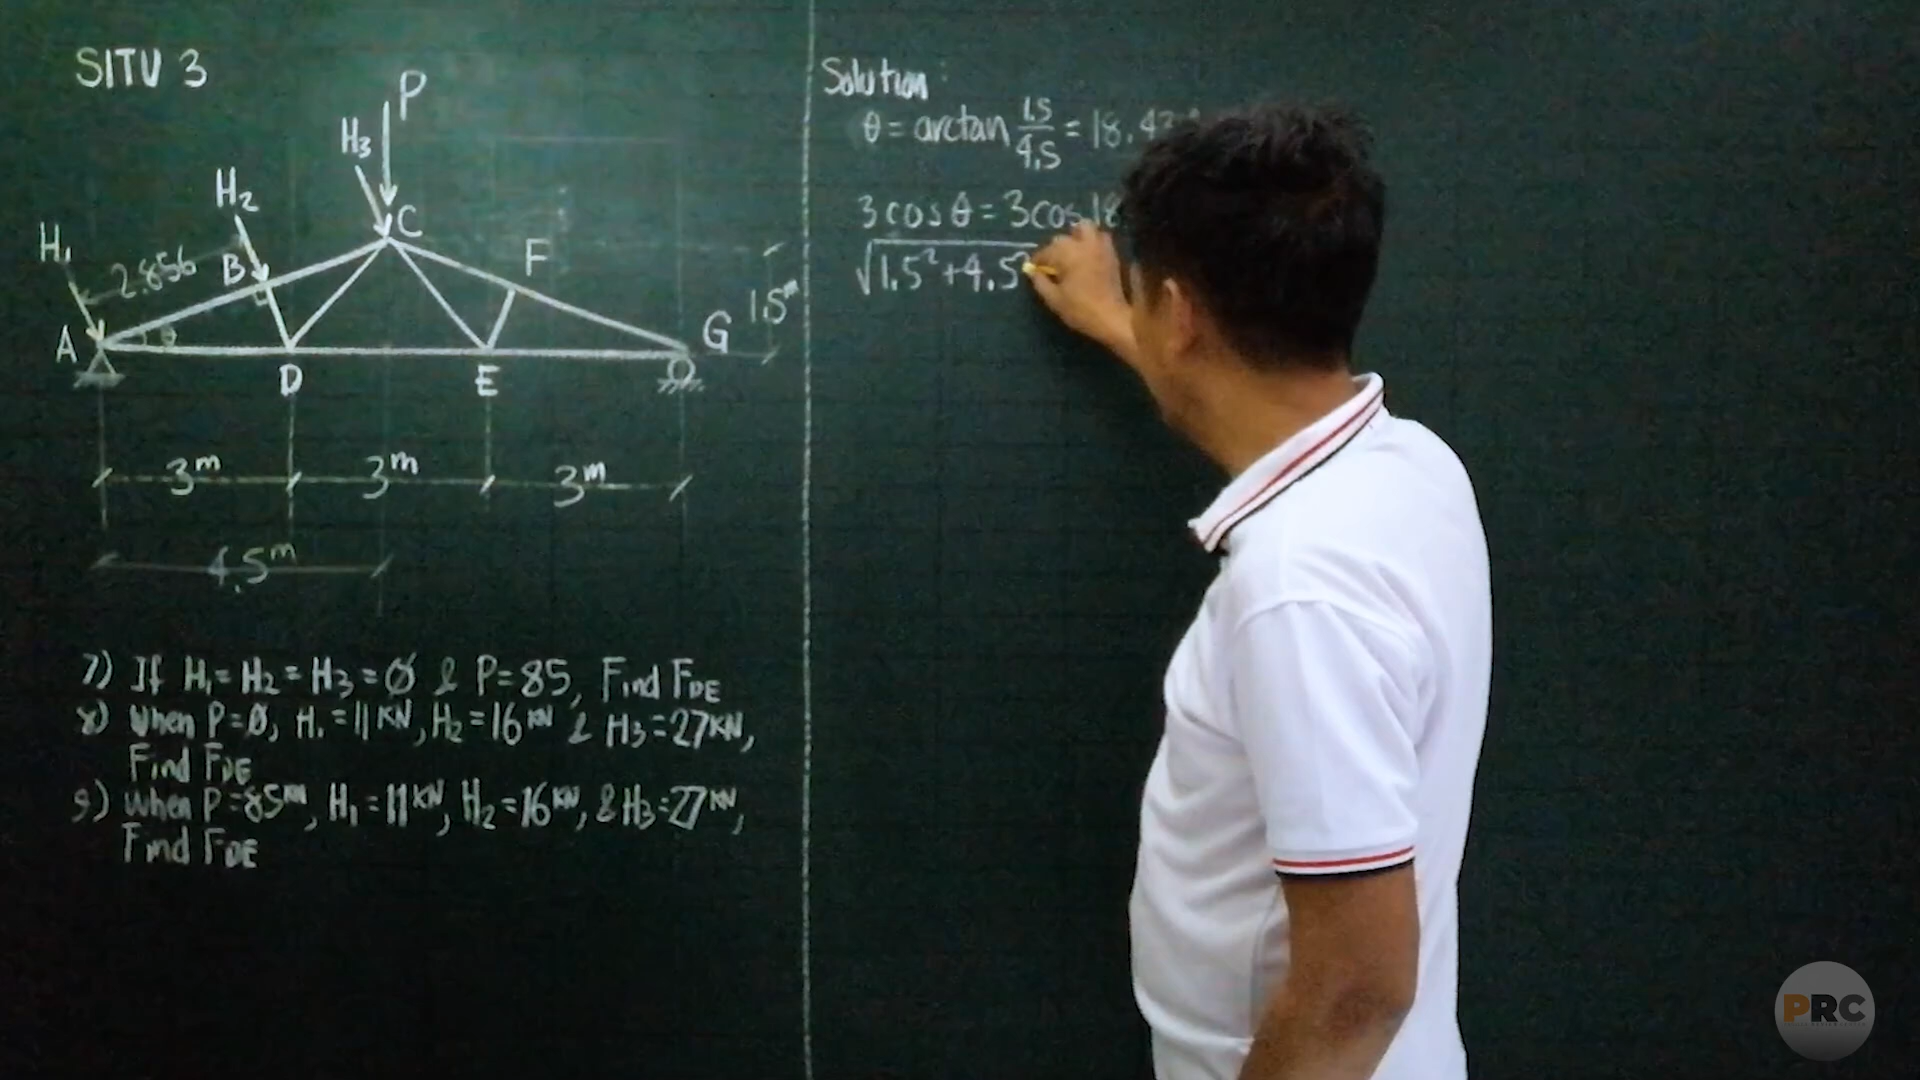 SITU 3
P
H3
H2
H1
C
2.856
B
F
A
θ
G
1.5m
D
E
3m
3m
3m
4.5m
7) If H1 = H2 = H3 = Ø & P = 85, Find FDE
8) When P = Ø, H1 = 11 KN, H2 = 16 KN & H3 = 27 KN,
Find FDE
9) When P = 85 KN, H1 = 11 KN, H2 = 16 KN, & H3 = 27 KN,
Find FDE
Solution:
θ = arctan 1.5/4.5 = 18.43
3 cos θ = 3 cos 18
√1.5² + 4.5²
PRC